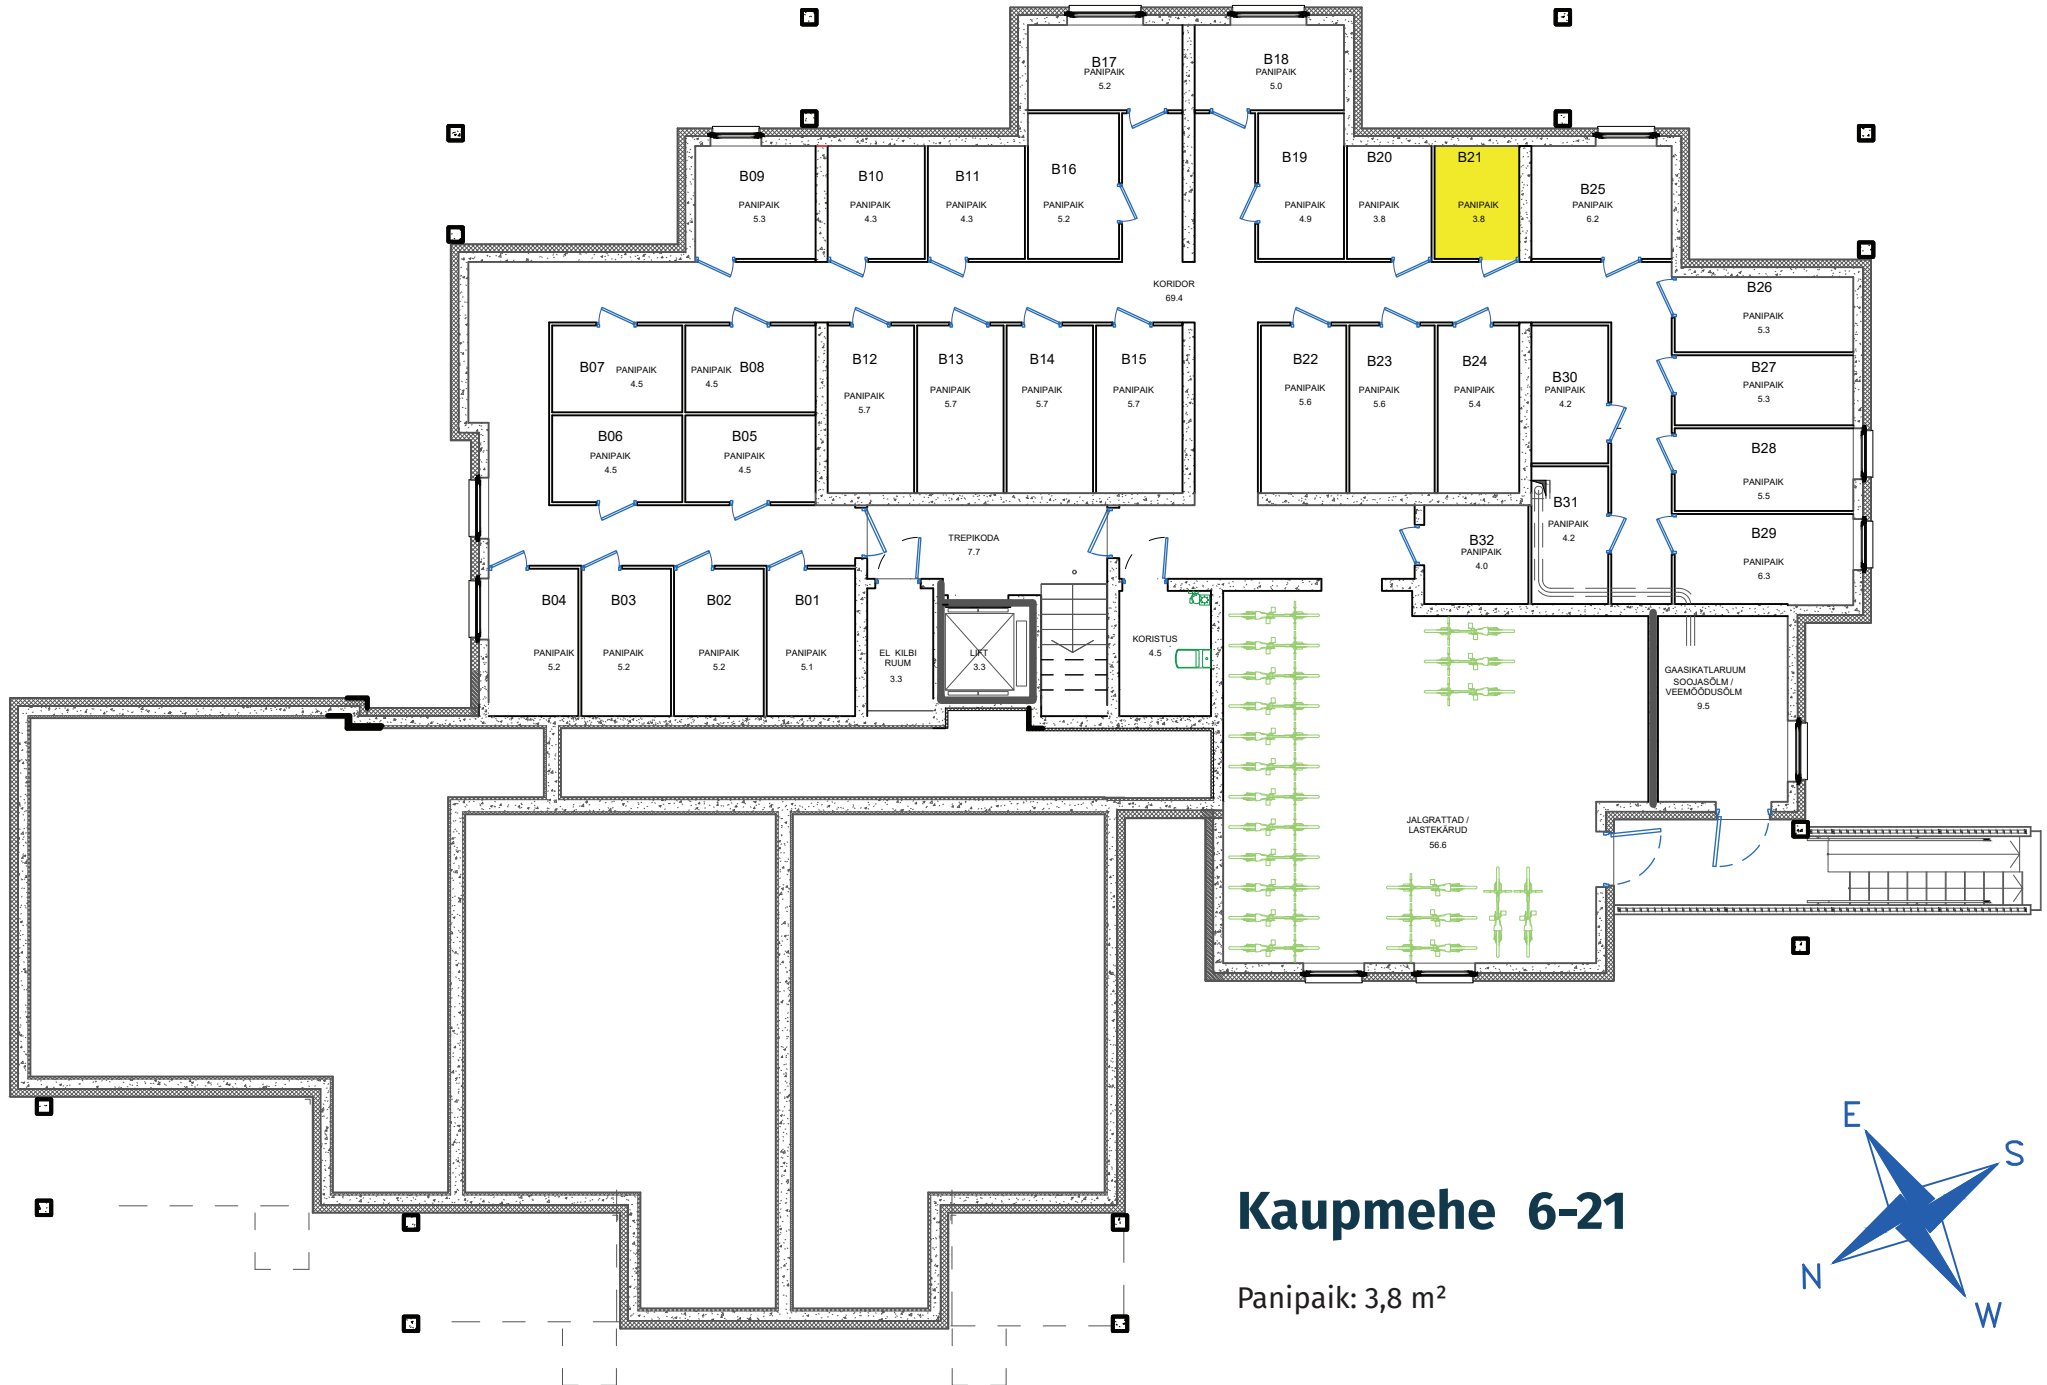 B17
PANIPAIK
5.2
B18
PANIPAIK
5.0
B09
PANIPAIK
5.3
B10
PANIPAIK
4.3
B11
PANIPAIK
4.3
B16
PANIPAIK
5.2
B19
PANIPAIK
4.9
B20
PANIPAIK
3.8
B21
PANIPAIK
3.8
B25
PANIPAIK
6.2
KORIDOR
69.4
B26
PANIPAIK
5.3
B07
PANIPAIK
4.5
PANIPAIK
4.5
B08
B12
PANIPAIK
5.7
B13
PANIPAIK
5.7
B14
PANIPAIK
5.7
B15
PANIPAIK
5.7
B22
PANIPAIK
5.6
B23
PANIPAIK
5.6
B24
PANIPAIK
5.4
B30
PANIPAIK
4.2
B27
PANIPAIK
5.3
B06
PANIPAIK
4.5
B05
PANIPAIK
4.5
B28
PANIPAIK
5.5
B31
PANIPAIK
4.2
B29
PANIPAIK
6.3
TREPIKODA
7.7
B32
PANIPAIK
4.0
B04
PANIPAIK
5.2
B03
PANIPAIK
5.2
B02
PANIPAIK
5.2
B01
PANIPAIK
5.1
EL KILBI
RUUM
3.3
LIFT
3.3
KORISTUS
4.5
GAASIKATLARUUM
SOOJASÕLM /
VEEMÕÕDUSÕLM
9.5
JALGRATTAD /
LASTEKÄRUD
56.6
Kaupmehe 6-21
Panipaik: 3,8 m²
E
S
N
W